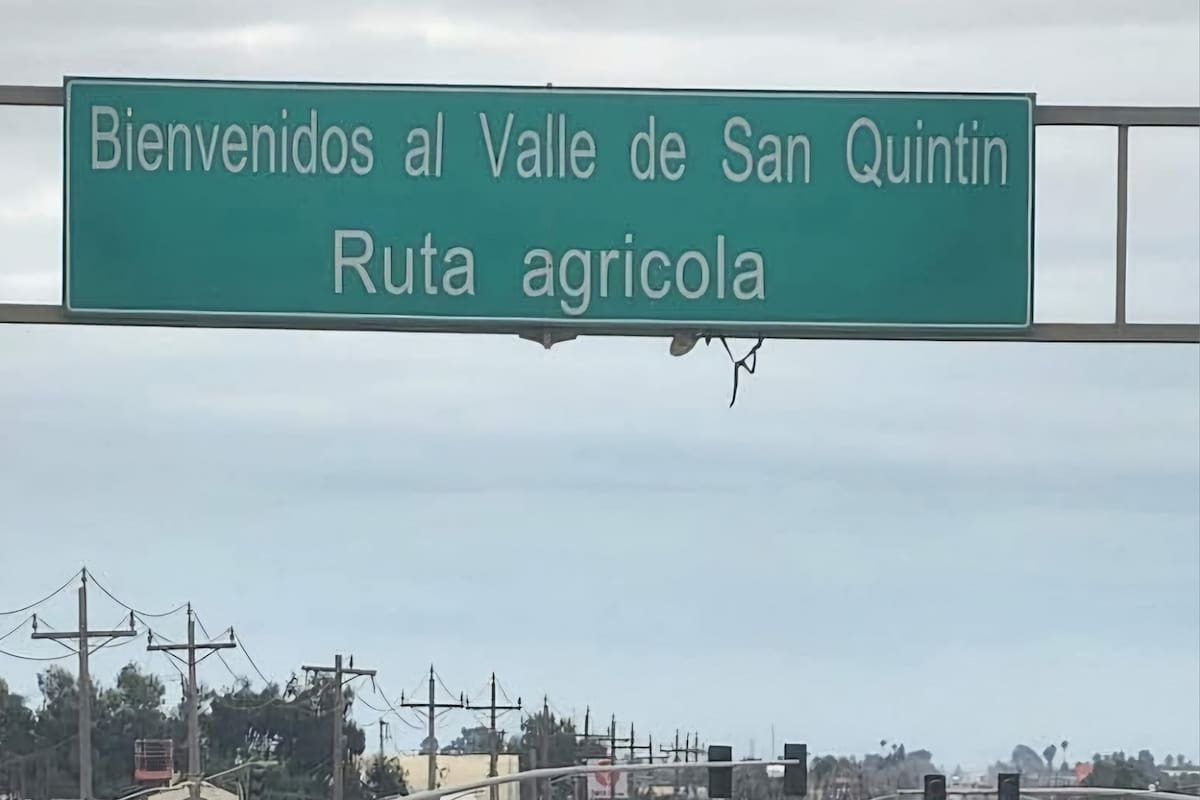 Bienvenidos al Valle de San Quintin
Ruta agricola